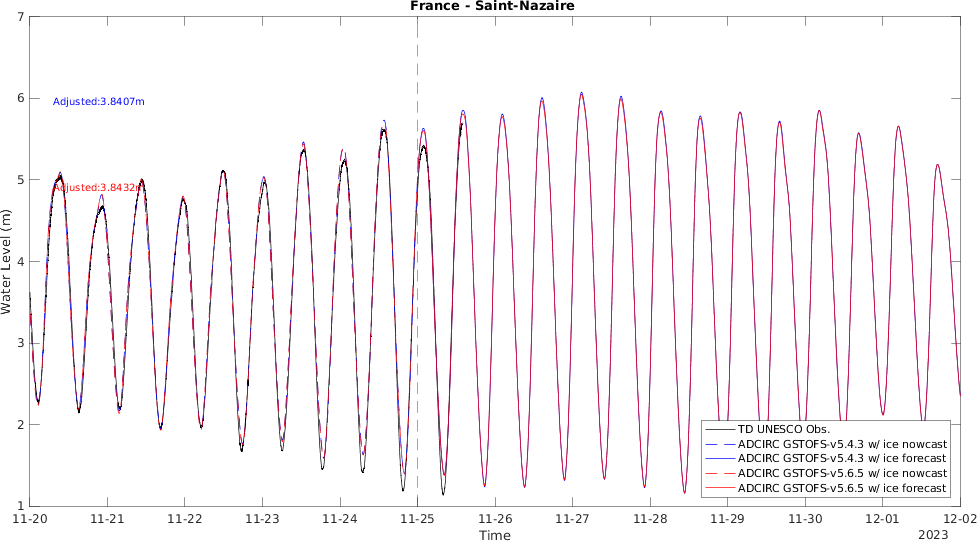 France - Saint-Nazaire
7
6
5
4
3
2
1
Water Level (m)
Adjusted:3.8407m
Adjusted:3.8432m
TD UNESCO Obs.
ADCIRC GSTOFS-v5.4.3 w/ ice nowcast
ADCIRC GSTOFS-v5.4.3 w/ ice forecast
ADCIRC GSTOFS-v5.6.5 w/ ice nowcast
ADCIRC GSTOFS-v5.6.5 w/ ice forecast
11-20 11-21 11-22 11-23 11-24 11-25 11-26 11-27 11-28 11-29 11-30 12-01 12-02
Time
2023